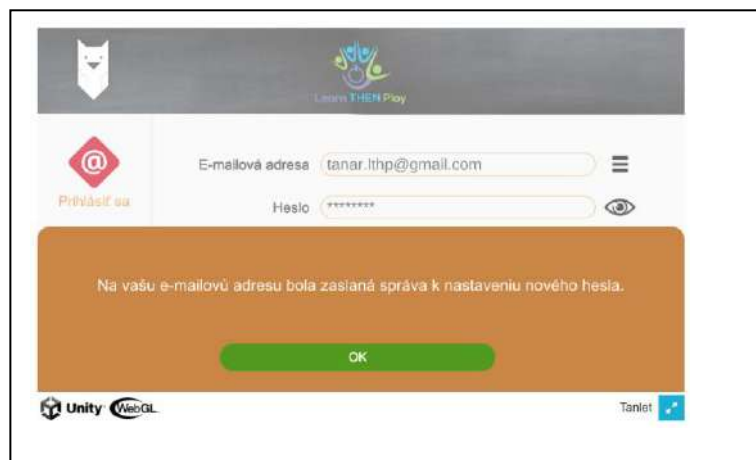 Learn THEN Play
E-mailová adresa tanar.lthp@gmail.com
Prihlásiť sa
Heslo ********
Na vašu e-mailovú adresu bola zaslaná správa k nastaveniu nového hesla.
OK
Unity WebGL
Tanlet